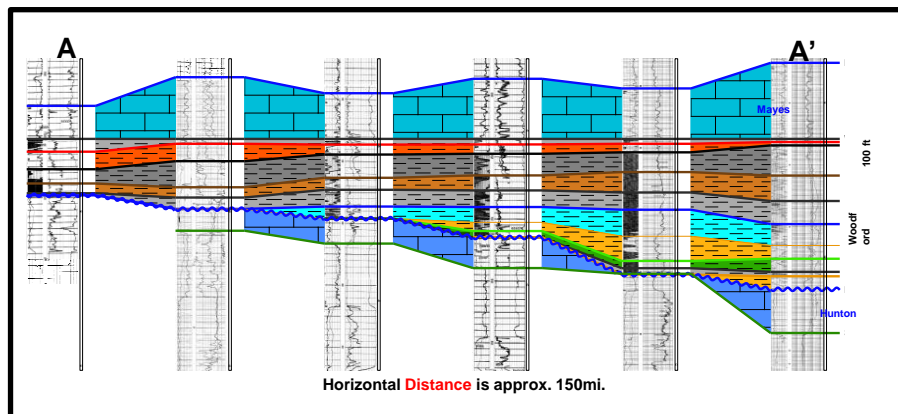 A
A'
Mayes
100 ft
Woodf
ord
Hunton
Horizontal Distance is approx. 150mi.